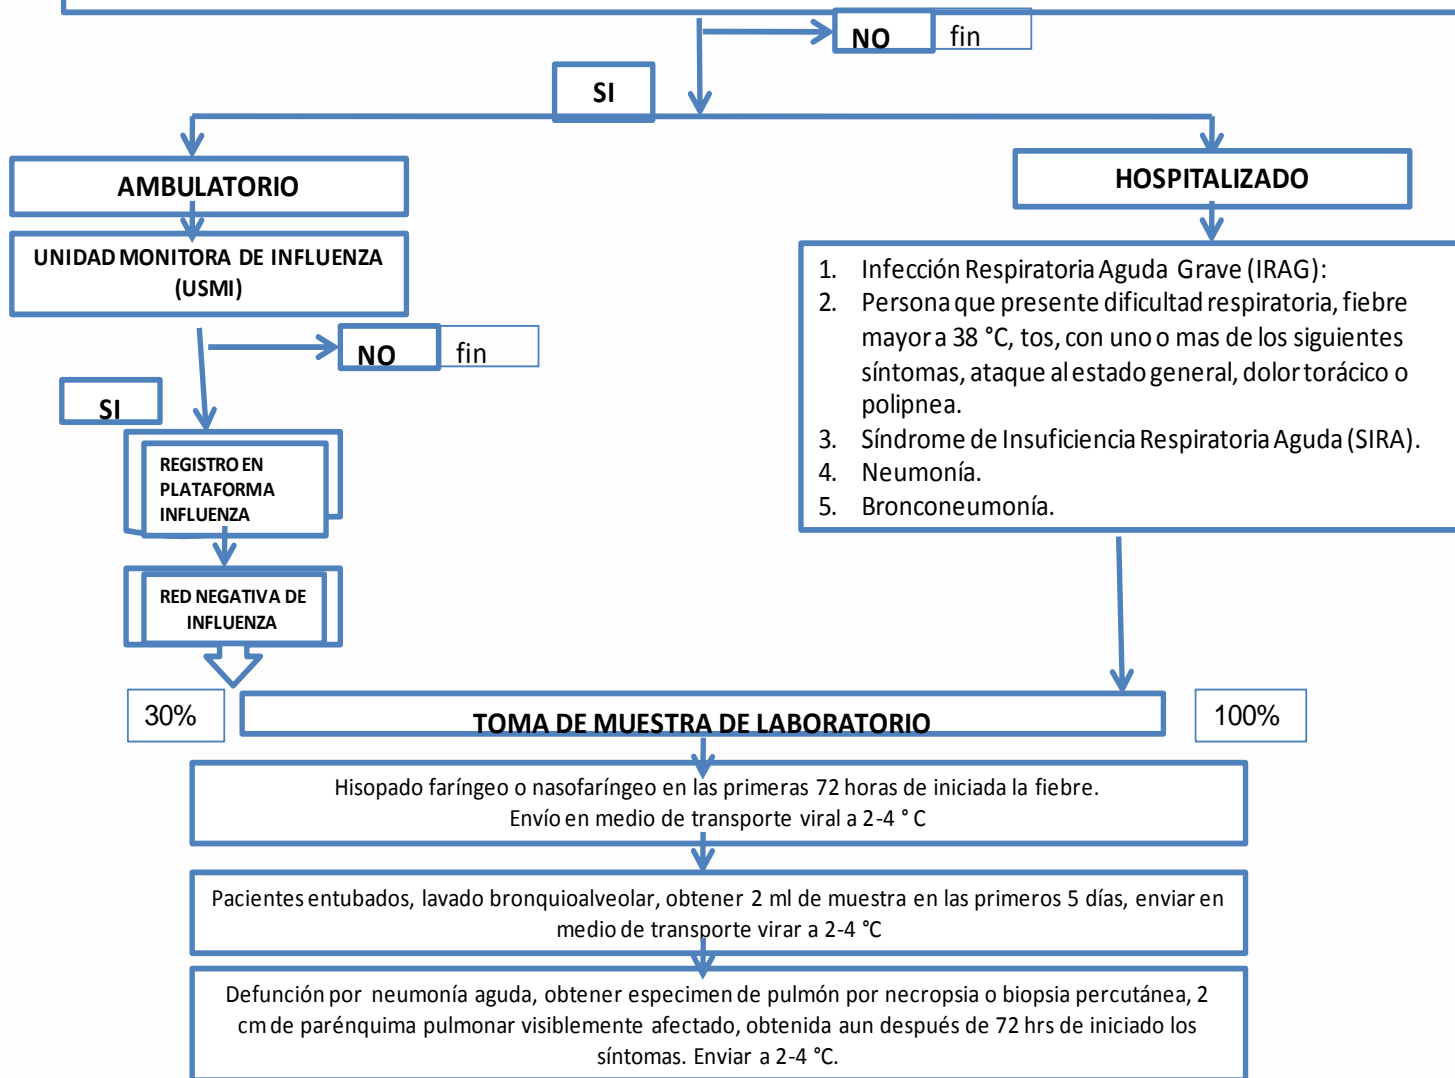 NO
fin
SI
AMBULATORIO
HOSPITALIZADO
UNIDAD MONITORA DE INFLUENZA
(USMI)
NO
fin
SI
REGISTRO EN
PLATAFORMA
INFLUENZA
RED NEGATIVA DE
INFLUENZA
1. Infección Respiratoria Aguda Grave (IRAG):
2. Persona que presente dificultad respiratoria, fiebre
mayor a 38 °C, tos, con uno o mas de los siguientes
síntomas, ataque al estado general, dolor torácico o
polipnea.
3. Síndrome de Insuficiencia Respiratoria Aguda (SIRA).
4. Neumonía.
5. Bronconeumonía.
30%
TOMA DE MUESTRA DE LABORATORIO
100%
Hisopado faríngeo o nasofaríngeo en las primeras 72 horas de iniciada la fiebre.
Envío en medio de transporte viral a 2-4 ° C
Pacientes entubados, lavado bronquioalveolar, obtener 2 ml de muestra en las primeros 5 días, enviar en
medio de transporte virar a 2-4 °C
Defunción por neumonía aguda, obtener especimen de pulmón por necropsia o biopsia percutánea, 2
cm de parénquima pulmonar visiblemente afectado, obtenida aun después de 72 hrs de iniciado los
síntomas. Enviar a 2-4 °C.